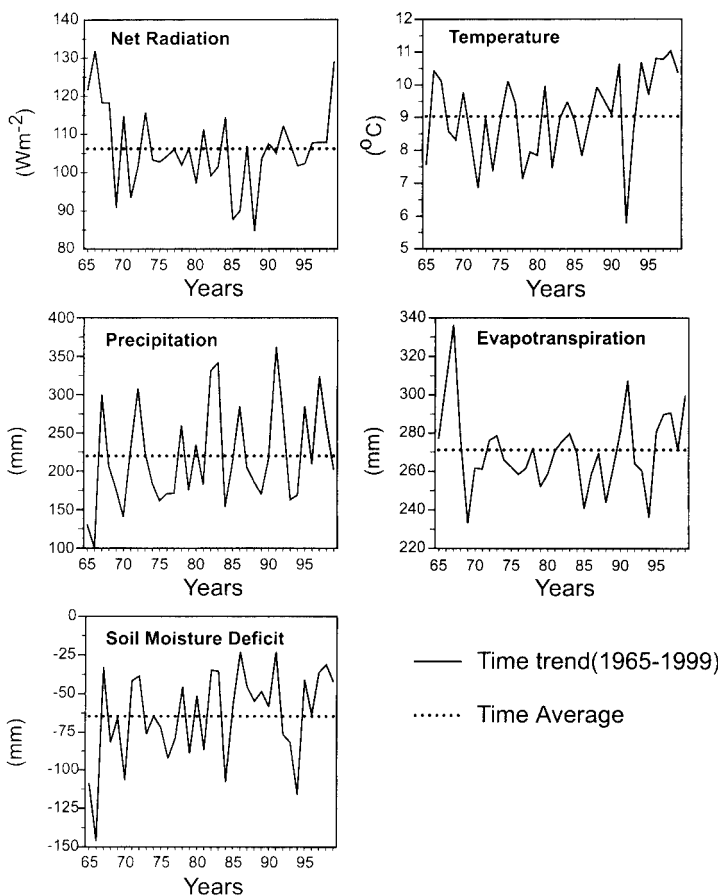 Net Radiation
140
130
120
110
100
90
80
(Wm-2)
65 70 75 80 85 90 95
Years
Temperature
12
11
10
9
8
7
6
5
(oC)
65 70 75 80 85 90 95
Years
Precipitation
400
350
300
250
200
150
100
(mm)
65 70 75 80 85 90 95
Years
Evapotranspiration
340
320
300
280
260
240
220
(mm)
65 70 75 80 85 90 95
Years
Soil Moisture Deficit
0
-25
-50
-75
-100
-125
-150
(mm)
65 70 75 80 85 90 95
Years
Time trend(1965-1999)
Time Average